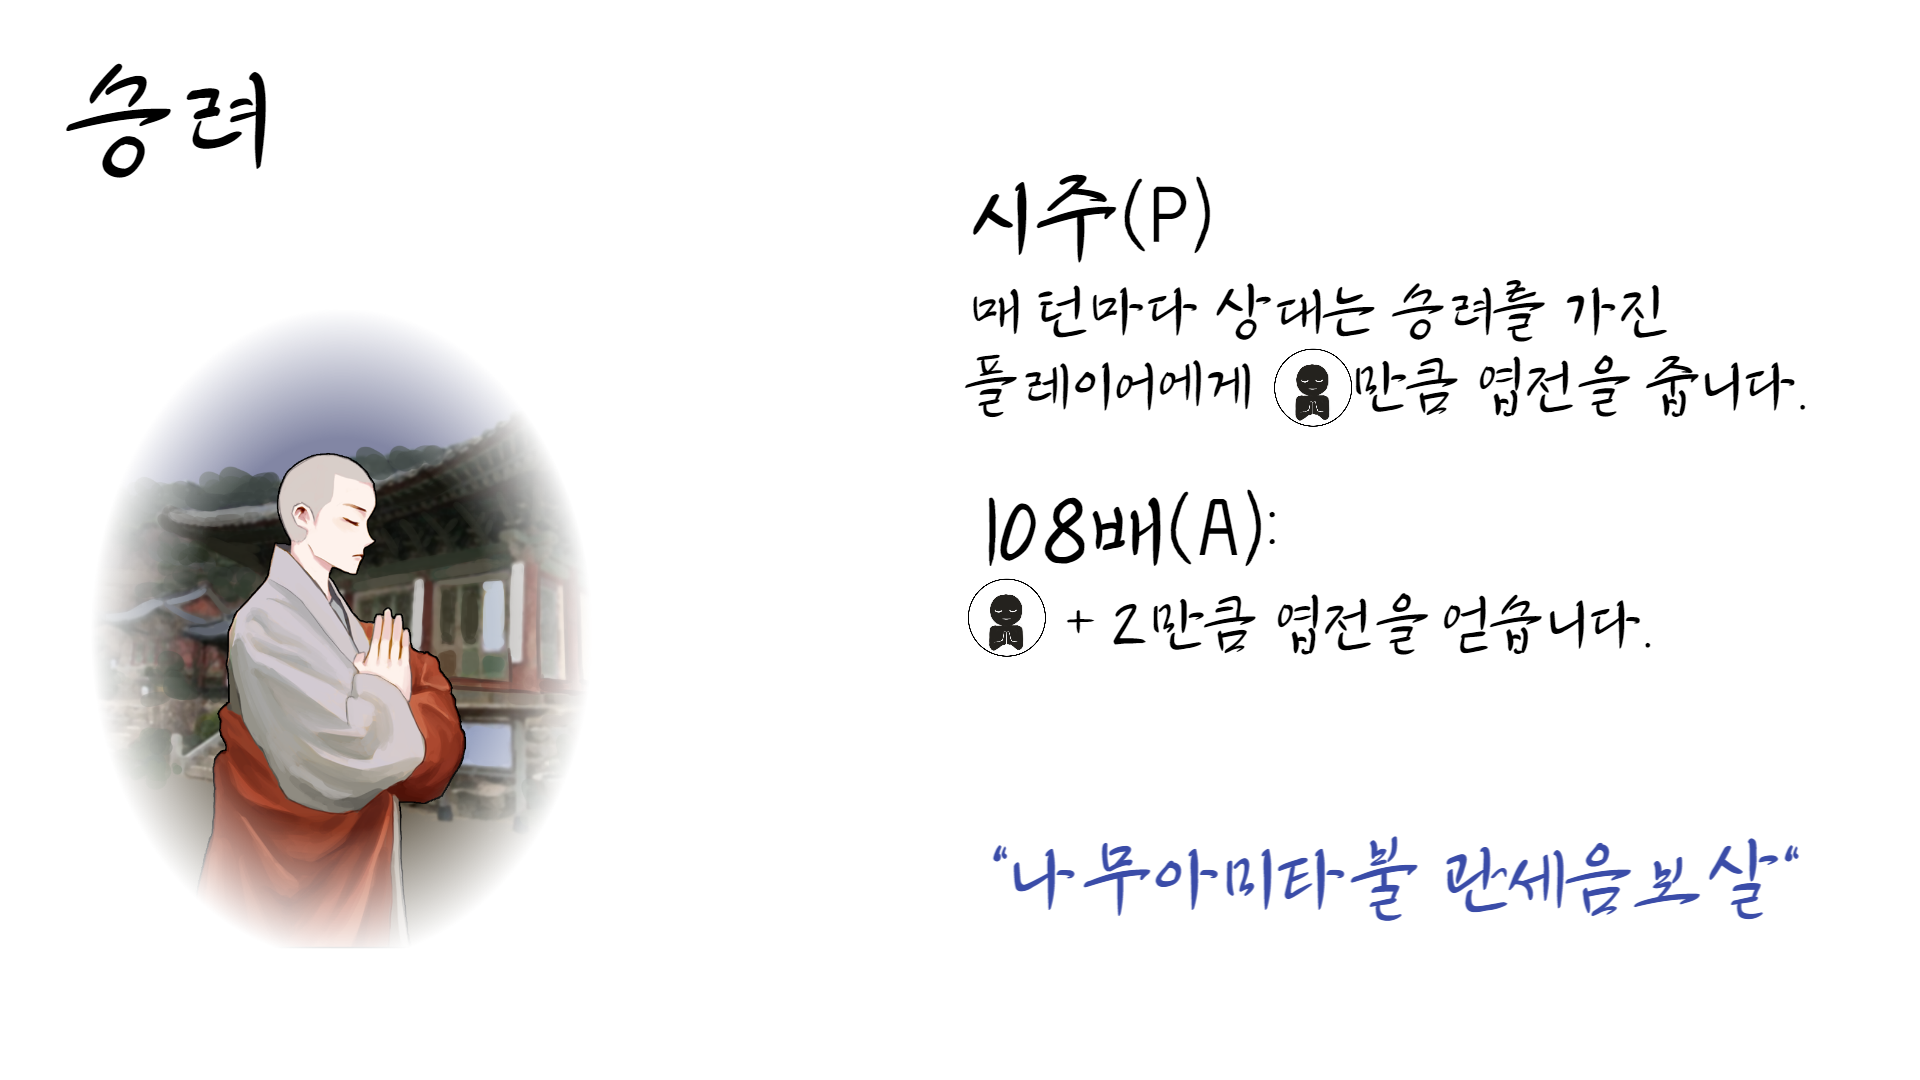 승려
시주(P)
매 턴마다 상대는 승려를 가진
플레이어에게 만큼 엽전을 줍니다.
108배(A):
+ 2만큼 엽전을 얻습니다.
“나무아미타불 관세음보살“